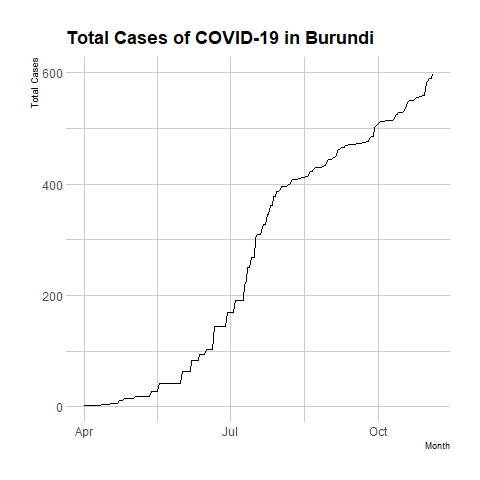 Total Cases of COVID-19 in Burundi
Total Cases
600
400
200
0
Apr
Jul
Oct
Month